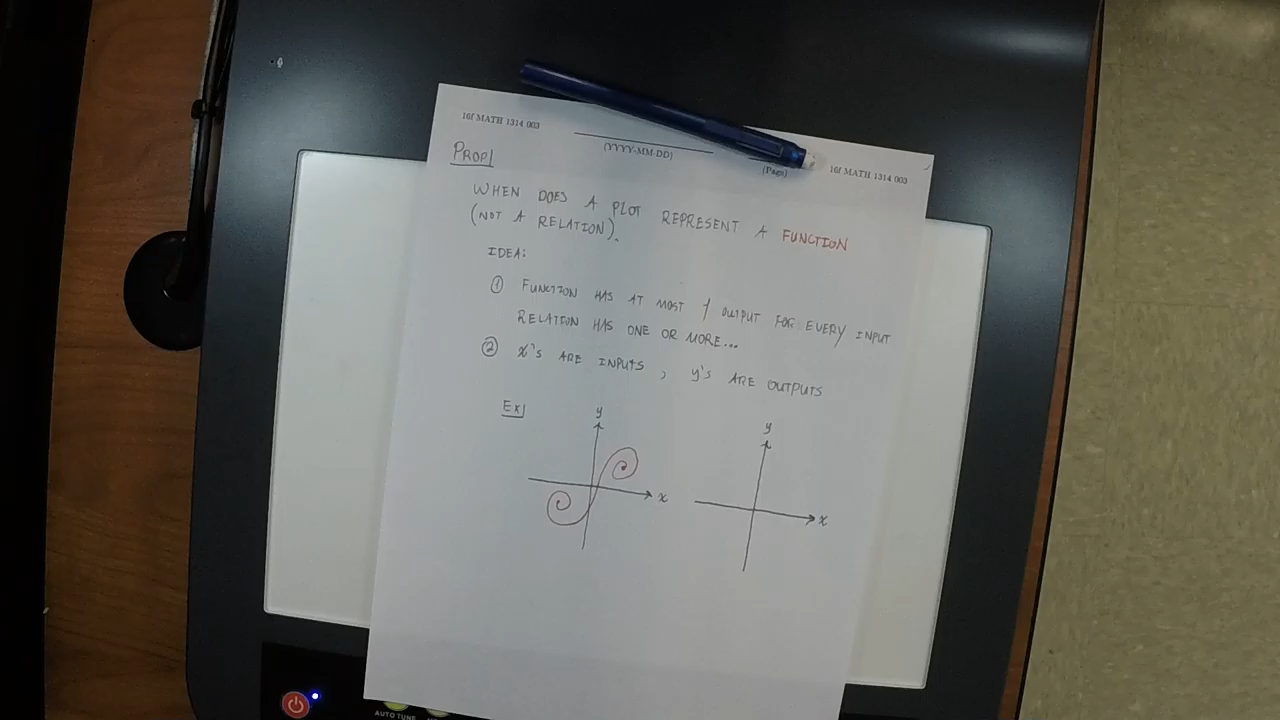 16f MATH 1314 003
(YYYY-MM-DD)
(Page)
16f MATH 1314 003
PROP
WHEN DOES A PLOT REPRESENT A FUNCTION
(NOT A RELATION).
IDEA:
① FUNCTION HAS AT MOST 1 OUTPUT FOR EVERY INPUT
RELATION HAS ONE OR MORE...
② x's ARE INPUTS, y's ARE OUTPUTS
EX
y
x
y
x
AUTO TUNE